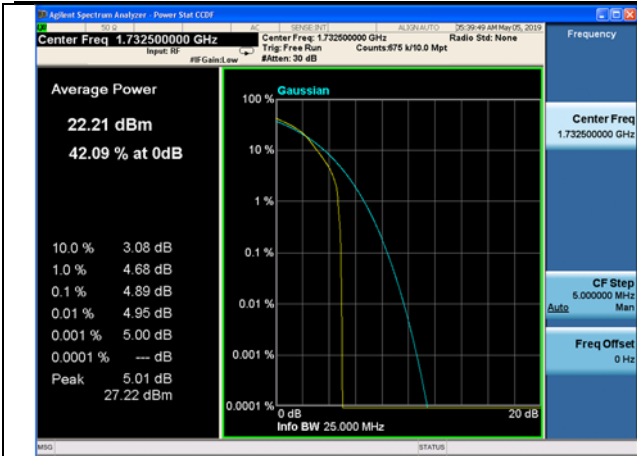 Agilent Spectrum Analyzer - Power Stat CCDF
50 Ω AC SENSE:INT ALIGN AUTO 05:39:49 AM May 05, 2019
Center Freq 1.732500000 GHz
Input: RF
#IFGain:Low
Center Freq: 1.732500000 GHz
Trig: Free Run Counts:675 k/10.0 Mpt
#Atten: 30 dB
Radio Std: None
Frequency
Average Power
22.21 dBm
42.09 % at 0dB
10.0 % 3.08 dB
1.0 % 4.68 dB
0.1 % 4.89 dB
0.01 % 4.95 dB
0.001 % 5.00 dB
0.0001 % --- dB
Peak 5.01 dB
27.22 dBm
Gaussian
100 %
10 %
1 %
0.1 %
0.01 %
0.001 %
0.0001 %
0 dB 20 dB
Info BW 25.000 MHz
Center Freq
1.732500000 GHz
CF Step
5.000000 MHz
Auto Man
Freq Offset
0 Hz
MSG STATUS